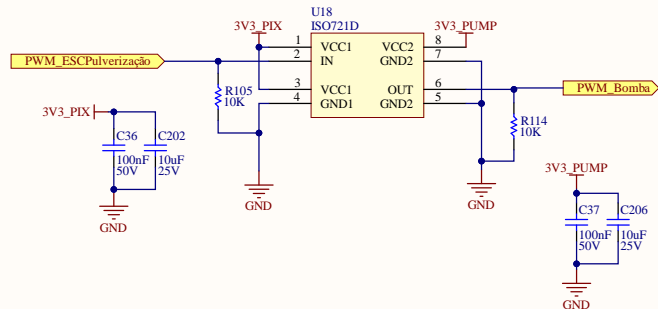 U18
ISO721D
3V3_PIX
3V3_PUMP
1 VCC1 VCC2 8
2 IN GND2 7
PWM_ESCPulverização
3 VCC1 OUT 6
4 GND1 GND2 5
PWM_Bomba
R105
10K
R114
10K
3V3_PIX
C36
100nF
50V
C202
10uF
25V
GND
GND
GND
3V3_PUMP
C37
100nF
50V
C206
10uF
25V
GND